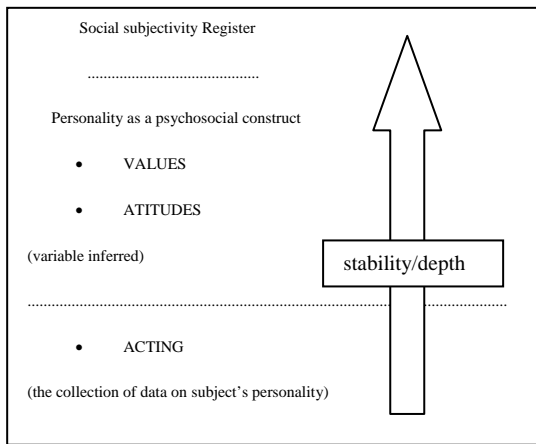 Social subjectivity Register
...........................................
Personality as a psychosocial construct
• VALUES
• ATITUDES
(variable inferred)
stability/depth
........................................................................................................................
• ACTING
(the collection of data on subject's personality)